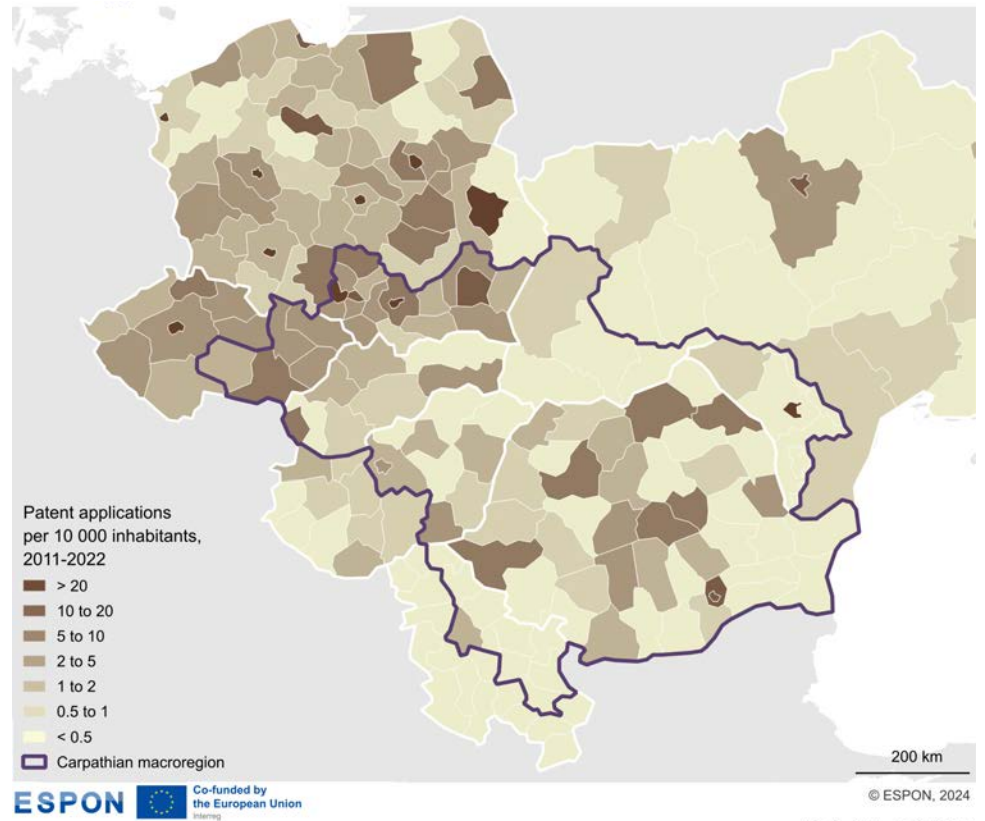 Patent applications
per 10 000 inhabitants,
2011-2022
> 20
10 to 20
5 to 10
2 to 5
1 to 2
0.5 to 1
< 0.5
Carpathian macroregion
200 km
ESPON
Co-funded by
the European Union
Interreg
© ESPON, 2024